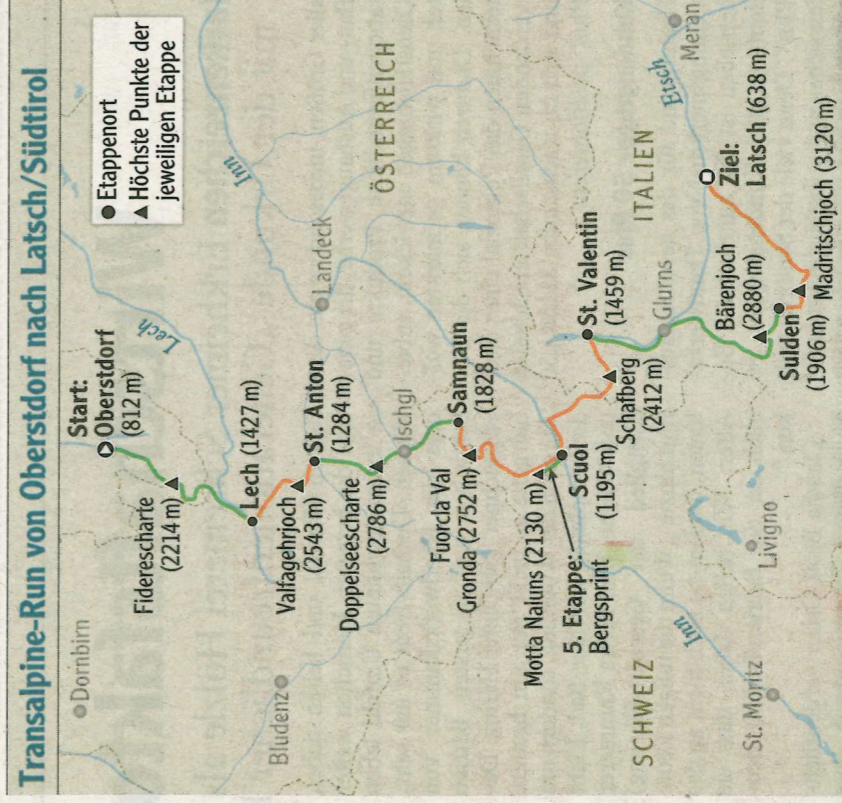 Transalpine-Run von Oberstdorf nach Latsch/Südtirol
Dornbirn
Start:
Oberstdorf
(812 m)
Etappenort
Höchste Punkte der
jeweiligen Etappe
Fiderescharte
(2214 m)
Lech
Inn
Bludenz
Lech (1427 m)
Valfagehrjoch
(2543 m)
St. Anton
(1284 m)
Landeck
ÖSTERREICH
Doppelseescharte
(2786 m)
Ischgl
Fuorcla Val
Gronda (2752 m)
Samnaun
(1828 m)
Motta Naluns (2130 m)
5. Etappe:
Bergsprint
Scuol
(1195 m)
Schafberg
(2412 m)
St. Valentin
(1459 m)
SCHWEIZ
Inn
ITALIEN
Glurns
Etsch
Meran
St. Moritz
Livigno
Bärenjoch
(2880 m)
Sulden
(1906 m)
Ziel:
Latsch (638 m)
Madritschjoch (3120 m)